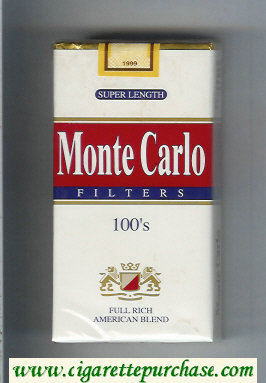 1999
SUPER LENGTH
Monte Carlo
FILTERS
100's
FULL RICH
AMERICAN BLEND
www.cigarettepurchase.com